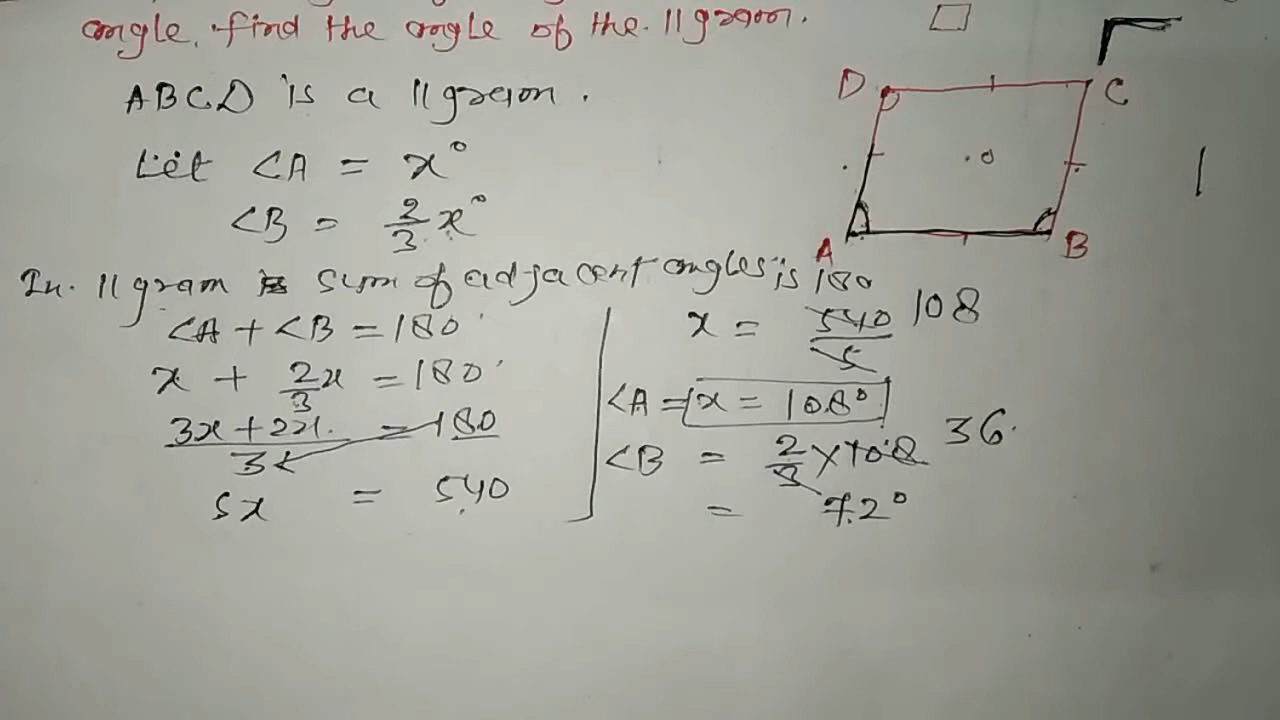 angle. find the angle of the ||gram.
ABCD is a ||gram.
Let ∠A = x°
∠B = 2/3 x°
In ||gram sum of adjacent angles is 180
∠A + ∠B = 180
x + 2/3 x = 180
3x + 2x / 3 = 180
5x = 540
x = 540/5 108
∠A = x = 108°
∠B = 2/3 × 108 36
= 72°
D
C
o
A
B